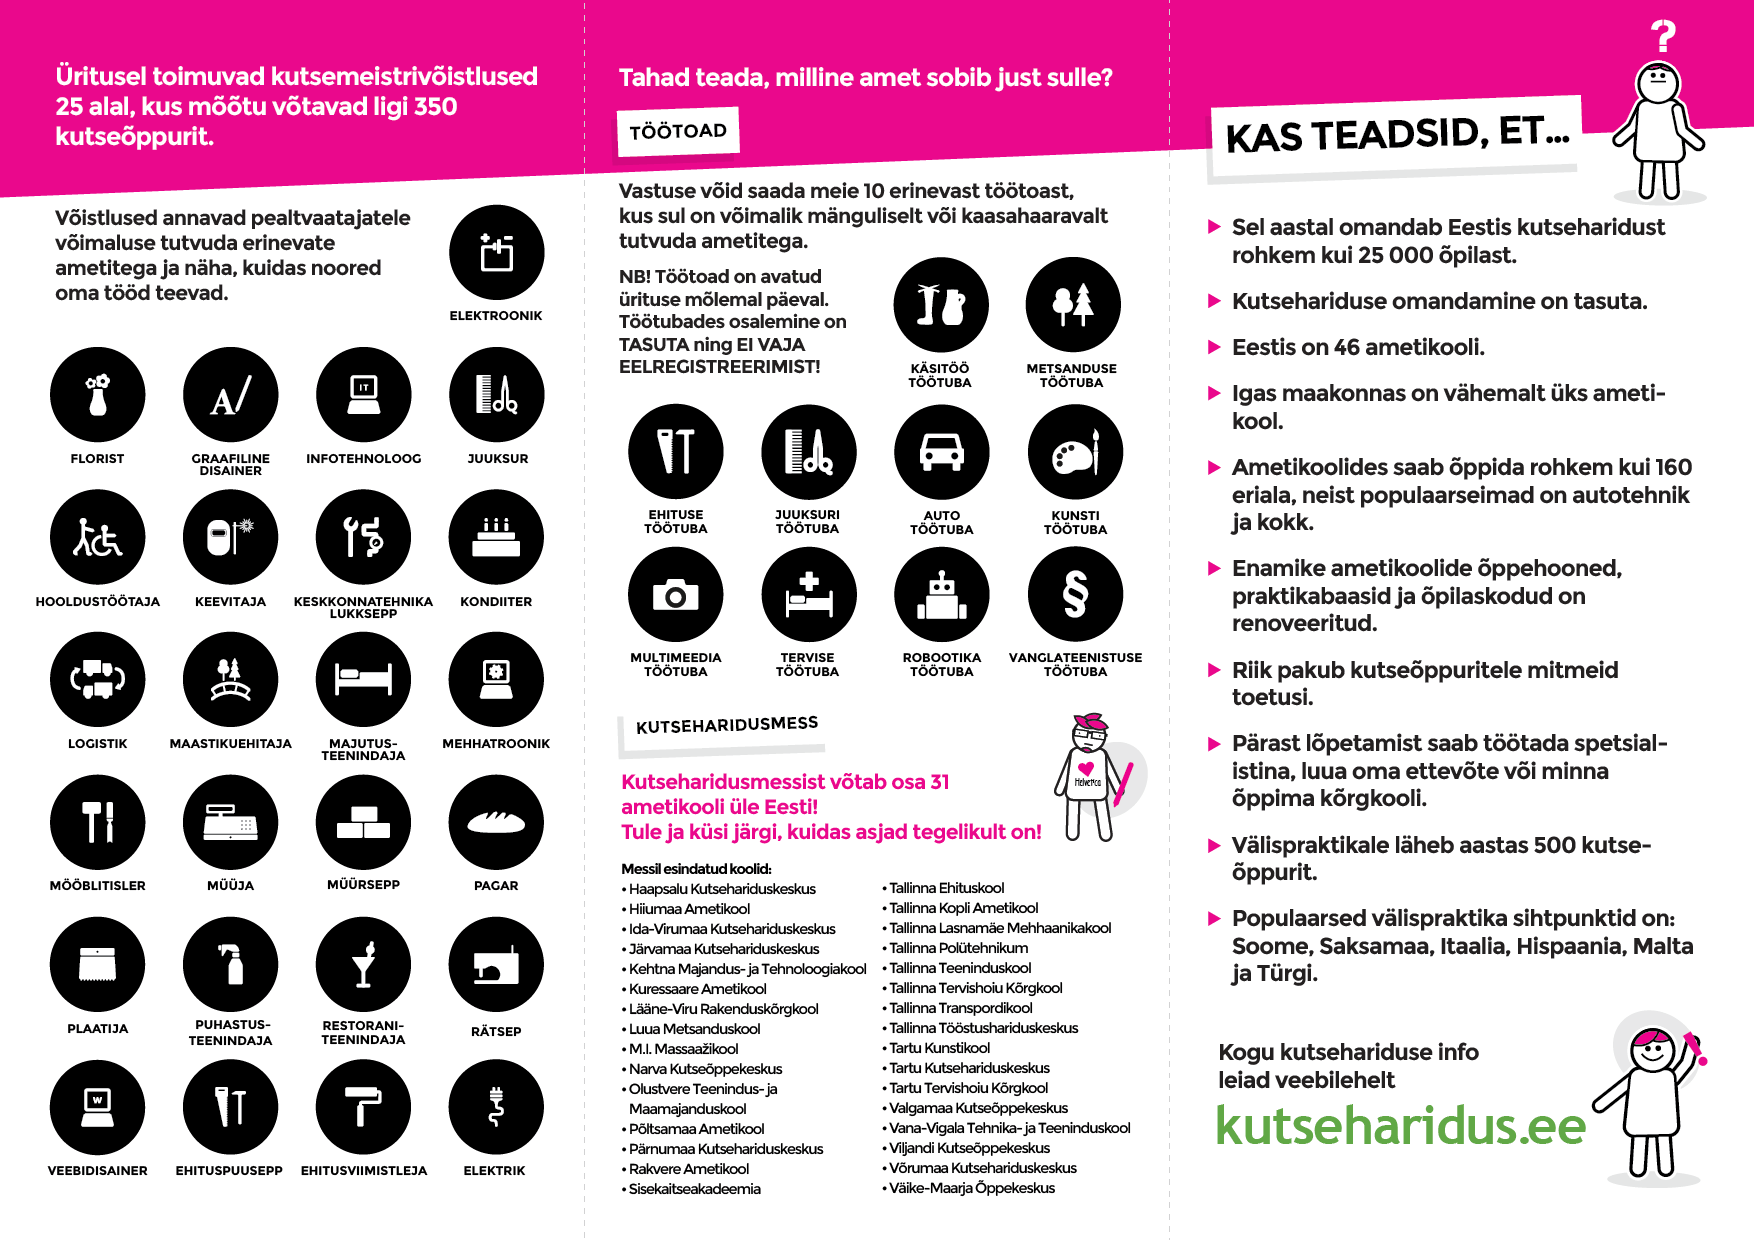 Üritusel toimuvad kutsemeistrivõistlused
25 alal, kus mõõtu võtavad ligi 350
kutseõppurit.
Võistlused annavad pealtvaatajatele
võimaluse tutvuda erinevate
ametitega ja näha, kuidas noored
oma tööd teevad.
ELEKTROONIK
FLORIST
GRAAFILINE
DISAINER
IT
INFOTEHNOLOOG
JUUKSUR
HOOLDUSTÖÖTAJA
KEEVITAJA
KESKKONNATEHNIKA
LUKKSEPP
KONDIITER
LOGISTIK
MAASTIKUEHITAJA
MAJUTUS-
TEENINDAJA
MEHHATROONIK
MÖÖBLITISLER
MÜÜJA
MÜÜRSEPP
PAGAR
PLAATIJA
PUHASTUS-
TEENINDAJA
RESTORANI-
TEENINDAJA
RÄTSEP
W
VEEBIDISAINER
EHITUSPUUSEPP
EHITUSVIIMISTLEJA
ELEKTRIK
Tahad teada, milline amet sobib just sulle?
TÖÖTOAD
Vastuse võid saada meie 10 erinevast töötoast,
kus sul on võimalik mänguliselt või kaasahaaravalt
tutvuda ametitega.
NB! Töötoad on avatud
ürituse mõlemal päeval.
Töötubades osalemine on
TASUTA ning EI VAJA
EELREGISTREERIMIST!
KÄSITÖÖ
TÖÖTUBA
METSANDUSE
TÖÖTUBA
EHITUSE
TÖÖTUBA
JUUKSURI
TÖÖTUBA
AUTO
TÖÖTUBA
KUNSTI
TÖÖTUBA
MULTIMEEDIA
TÖÖTUBA
TERVISE
TÖÖTUBA
ROBOOTIKA
TÖÖTUBA
§
VANGLATEENISTUSE
TÖÖTUBA
KUTSEHARIDUSMESS
Kutseharidusmessist võtab osa 31
ametikooli üle Eesti!
Tule ja küsi järgi, kuidas asjad tegelikult on!
Helvetica
Messil esindatud koolid:
• Haapsalu Kutsehariduskeskus
• Hiiumaa Ametikool
• Ida-Virumaa Kutsehariduskeskus
• Järvamaa Kutsehariduskeskus
• Kehtna Majandus- ja Tehnoloogiakool
• Kuressaare Ametikool
• Lääne-Viru Rakenduskõrgkool
• Luua Metsanduskool
• M.I. Massaažikool
• Narva Kutseõppekeskus
• Olustvere Teenindus- ja
Maamajanduskool
• Põltsamaa Ametikool
• Pärnumaa Kutsehariduskeskus
• Rakvere Ametikool
• Sisekaitseakadeemia
• Tallinna Ehituskool
• Tallinna Kopli Ametikool
• Tallinna Lasnamäe Mehhaanikakool
• Tallinna Polütehnikum
• Tallinna Teeninduskool
• Tallinna Tervishoiu Kõrgkool
• Tallinna Transpordikool
• Tallinna Tööstushariduskeskus
• Tartu Kunstikool
• Tartu Kutsehariduskeskus
• Tartu Tervishoiu Kõrgkool
• Valgamaa Kutseõppekeskus
• Vana-Vigala Tehnika- ja Teeninduskool
• Viljandi Kutseõppekeskus
• Võrumaa Kutsehariduskeskus
• Väike-Maarja Õppekeskus
?
KAS TEADSID, ET...
Sel aastal omandab Eestis kutseharidust
rohkem kui 25 000 õpilast.
Kutsehariduse omandamine on tasuta.
Eestis on 46 ametikooli.
Igas maakonnas on vähemalt üks ameti-
kool.
Ametikoolides saab õppida rohkem kui 160
eriala, neist populaarseimad on autotehnik
ja kokk.
Enamike ametikoolide õppehooned,
praktikabaasid ja õpilaskodud on
renoveeritud.
Riik pakub kutseõppuritele mitmeid
toetusi.
Pärast lõpetamist saab töötada spetsial-
istina, luua oma ettevõte või minna
õppima kõrgkooli.
Välispraktikale läheb aastas 500 kutse-
õppurit.
Populaarsed välispraktika sihtpunktid on:
Soome, Saksamaa, Itaalia, Hispaania, Malta
ja Türgi.
Kogu kutsehariduse info
leiad veebilehelt
kutseharidus.ee